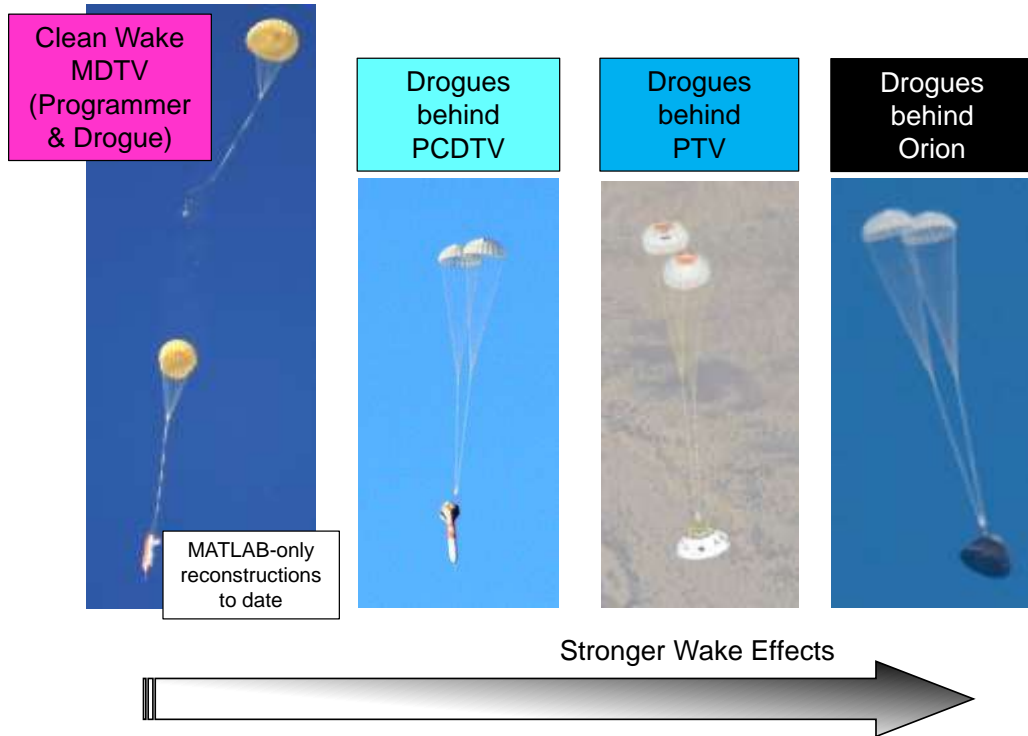 Clean Wake
MDTV
(Programmer
& Drogue)
Drogues
behind
PCDTV
Drogues
behind
PTV
Drogues
behind
Orion
MATLAB-only
reconstructions
to date
Stronger Wake Effects